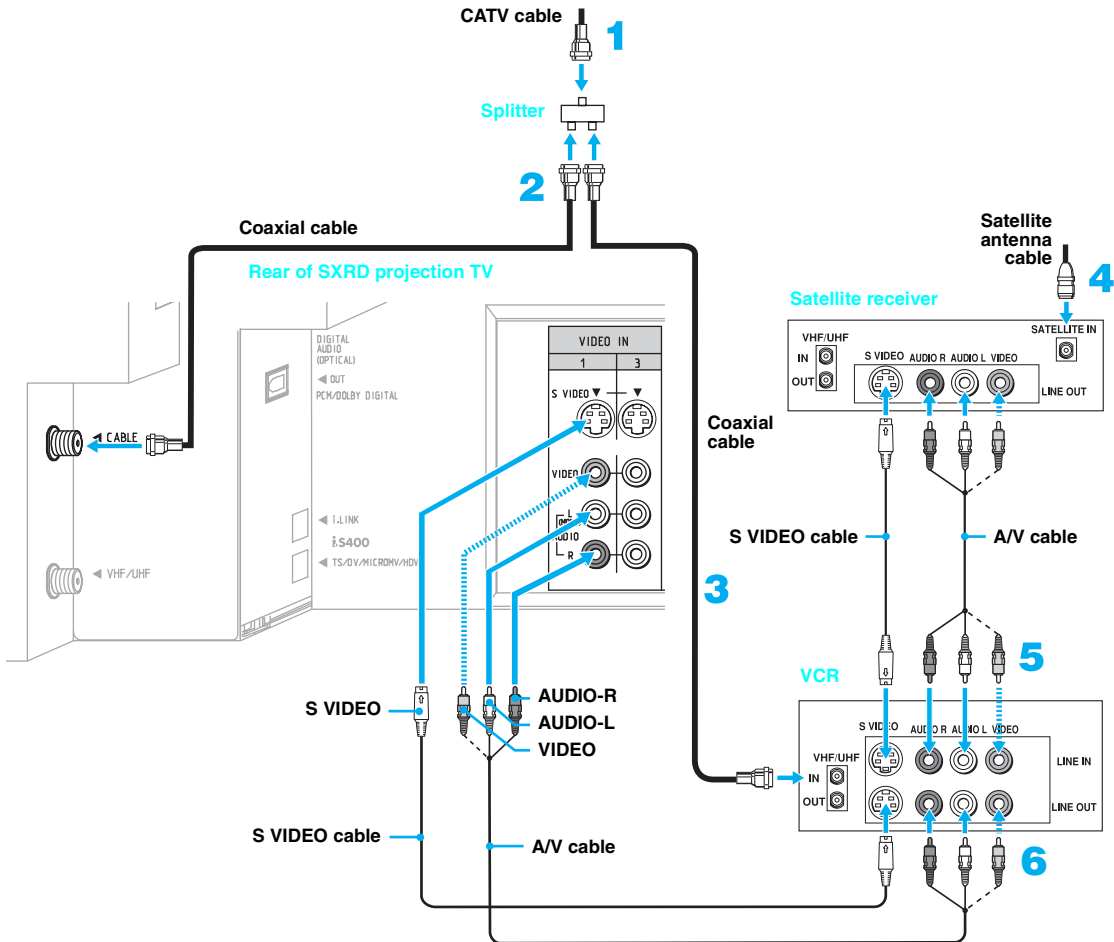 CATV cable
1
Splitter
2
Coaxial cable
Rear of SXRD projection TV
Satellite
antenna
cable
4
Satellite receiver
SATELLITE IN
VHF/UHF
IN
OUT
S VIDEO
AUDIO R
AUDIO L
VIDEO
LINE OUT
DIGITAL
AUDIO
(OPTICAL)
OUT
PCM/DOLBY DIGITAL
VIDEO IN
1
3
S VIDEO
VIDEO
L
AUDIO
R
CABLE
i.LINK
S400
TS/DV/MICROMV/HDV
VHF/UHF
Coaxial
cable
3
S VIDEO cable
A/V cable
5
VCR
S VIDEO
AUDIO R
AUDIO L
VIDEO
VHF/UHF
IN
OUT
LINE IN
LINE OUT
6
S VIDEO
AUDIO-R
AUDIO-L
VIDEO
S VIDEO cable
A/V cable